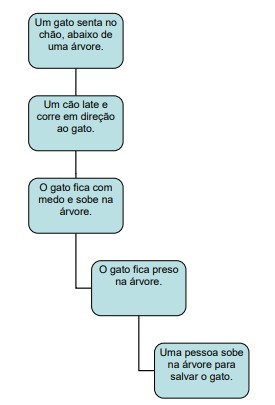 Um gato senta no
chão, abaixo de
uma árvore.
Um cão late e
corre em direção
ao gato.
O gato fica com
medo e sobe na
árvore.
O gato fica preso
na árvore.
Uma pessoa sobe
na árvore para
salvar o gato.